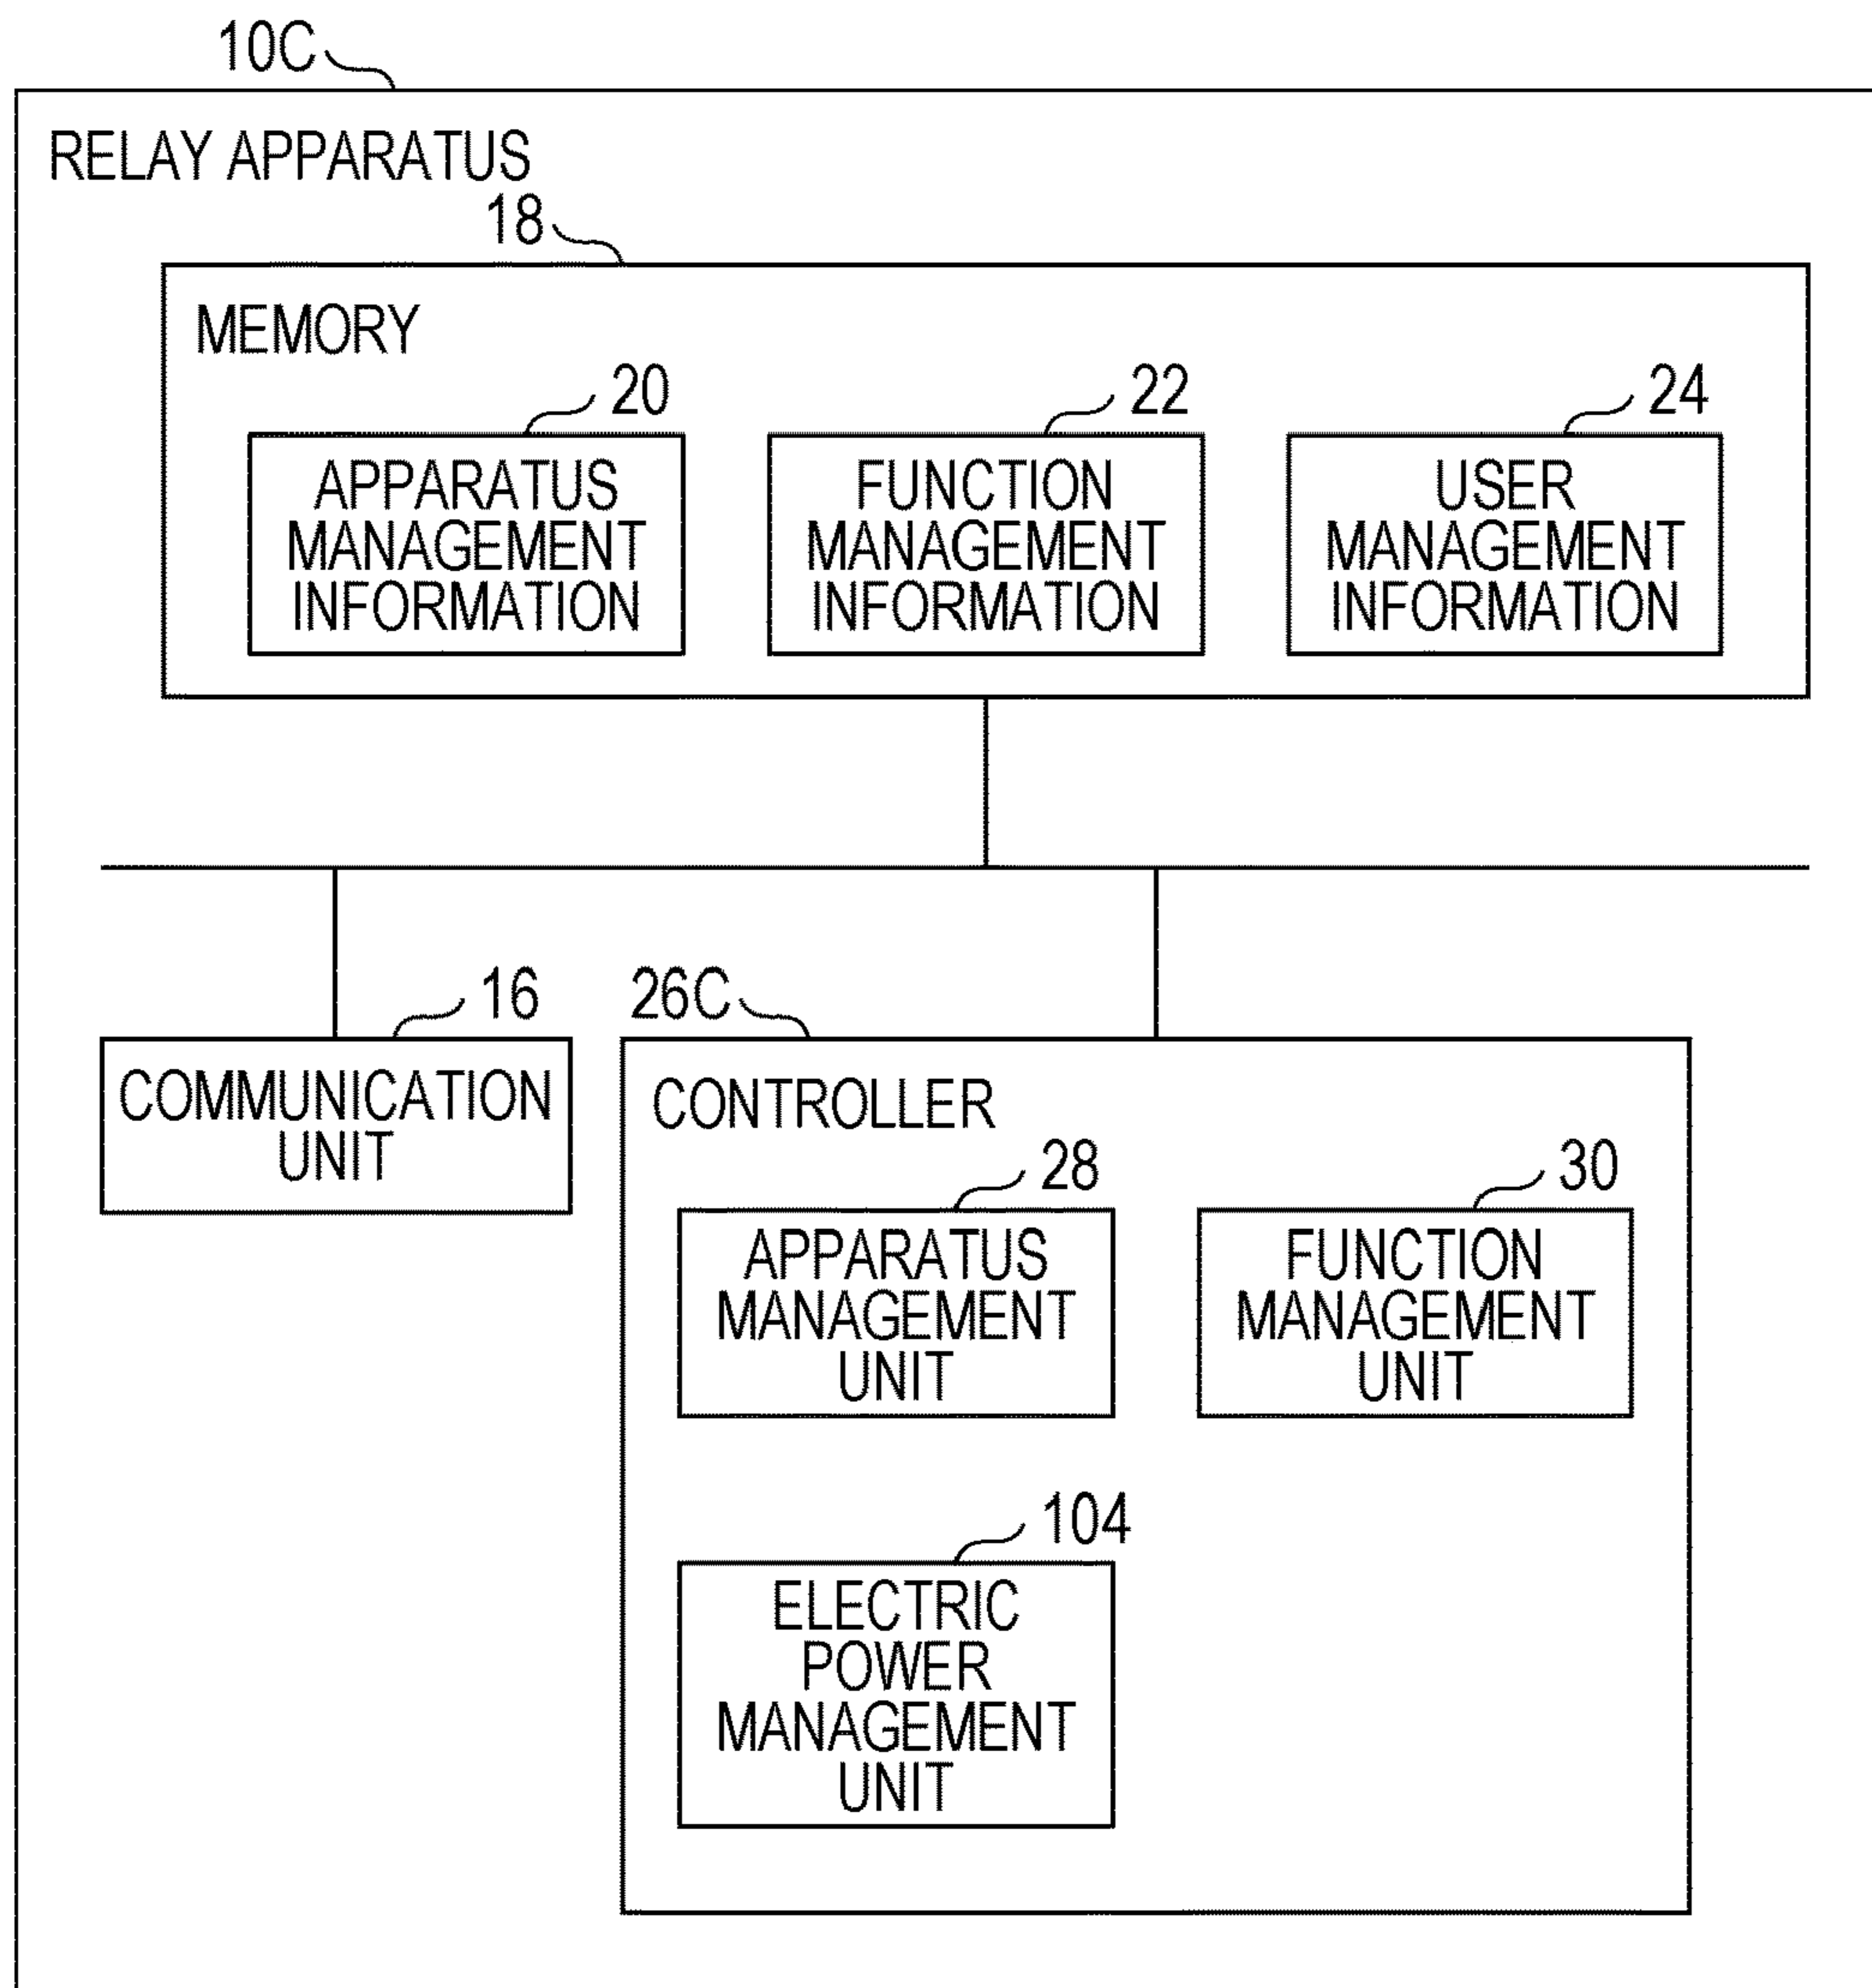 10C
RELAY APPARATUS
18
MEMORY
20
APPARATUS
MANAGEMENT
INFORMATION
22
FUNCTION
MANAGEMENT
INFORMATION
24
USER
MANAGEMENT
INFORMATION
16
COMMUNICATION
UNIT
26C
CONTROLLER
28
APPARATUS
MANAGEMENT
UNIT
30
FUNCTION
MANAGEMENT
UNIT
104
ELECTRIC
POWER
MANAGEMENT
UNIT